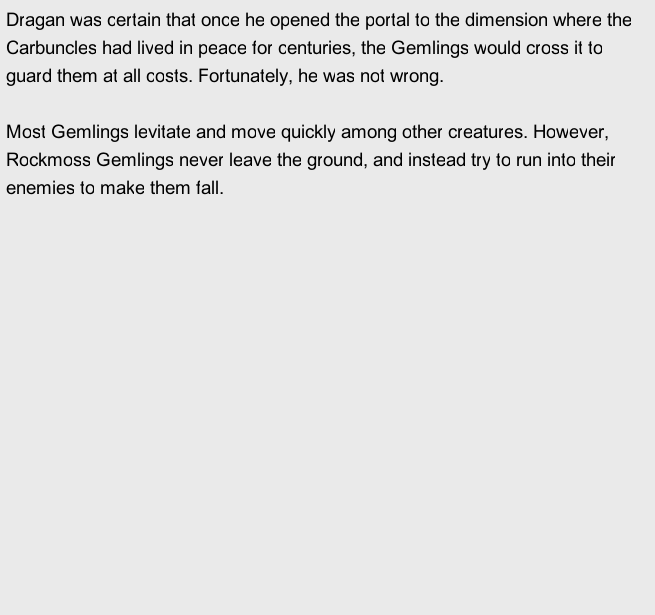 Dragan was certain that once he opened the portal to the dimension where the
Carbuncles had lived in peace for centuries, the Gemlings would cross it to
guard them at all costs. Fortunately, he was not wrong.

Most Gemlings levitate and move quickly among other creatures. However,
Rockmoss Gemlings never leave the ground, and instead try to run into their
enemies to make them fall.